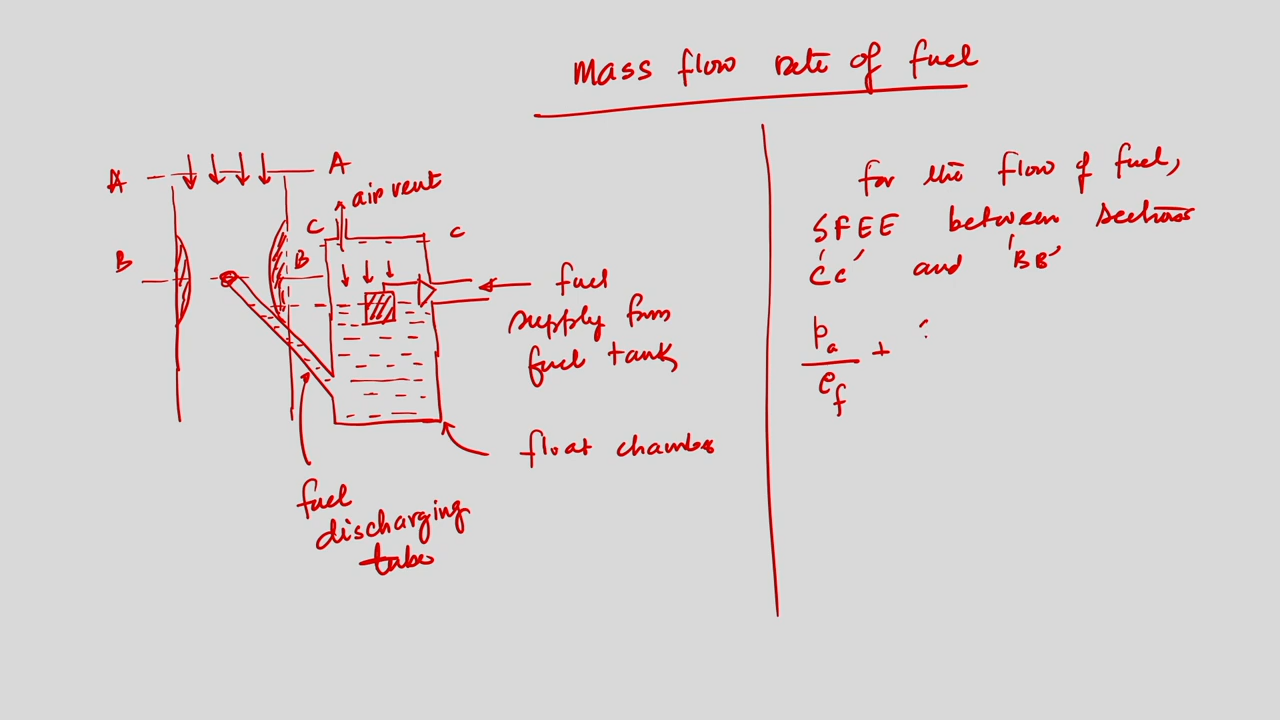 Mass flow rate of fuel
A
A
air vent
C
C
B
B
fuel
supply from
fuel tank
float chamber
fuel
discharging
tube
for the flow of fuel,
SFEE between sections
'CC' and 'BB'
pₐ/ρ_f +